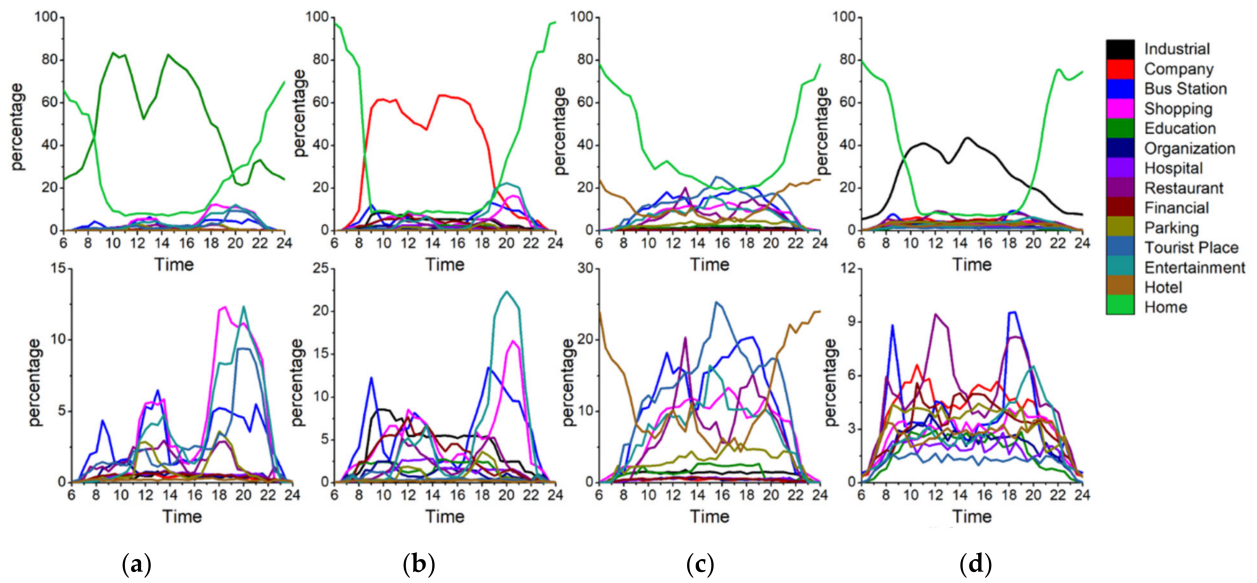 100
80
60
40
20
0
percentage
6 8 10 12 14 16 18 20 22 24
Time
100
80
60
40
20
0
percentage
6 8 10 12 14 16 18 20 22 24
Time
100
80
60
40
20
0
percentage
6 8 10 12 14 16 18 20 22 24
Time
100
80
60
40
20
0
percentage
6 8 10 12 14 16 18 20 22 24
Time
Industrial
Company
Bus Station
Shopping
Education
Organization
Hospital
Restaurant
Financial
Parking
Tourist Place
Entertainment
Hotel
Home
15
10
5
0
percentage
6 8 10 12 14 16 18 20 22 24
Time
25
20
15
10
5
0
percentage
6 8 10 12 14 16 18 20 22 24
Time
30
20
10
0
percentage
6 8 10 12 14 16 18 20 22 24
Time
12
9
6
3
0
percentage
6 8 10 12 14 16 18 20 22 24
Time
(a) (b) (c) (d)